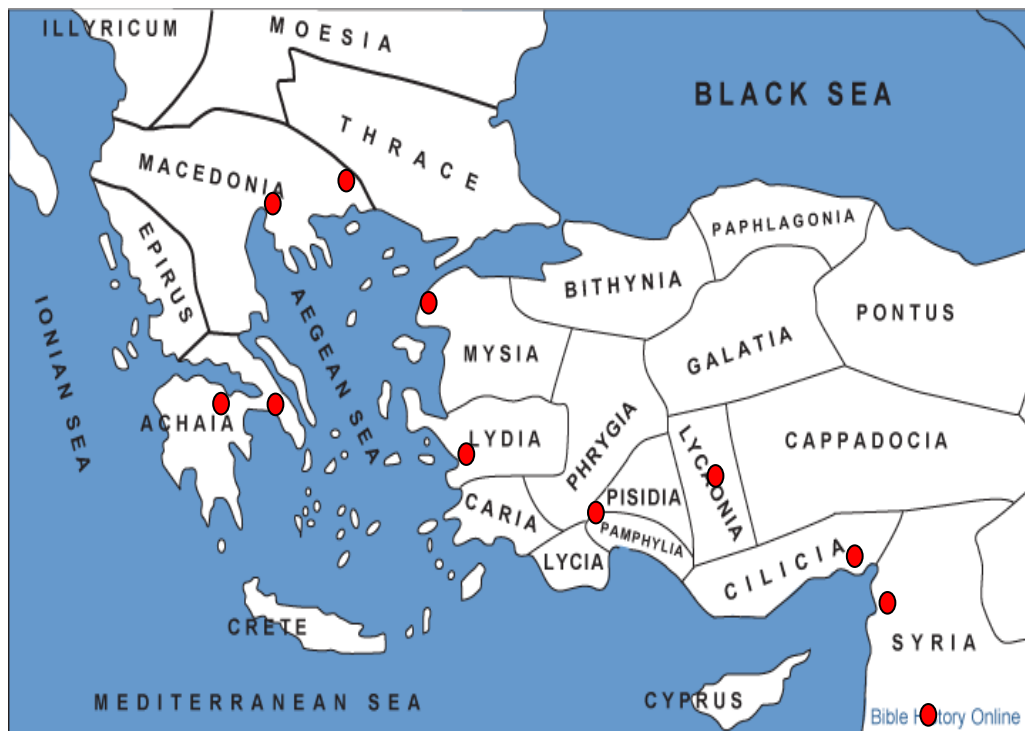 ILLYRICUM
MOESIA
BLACK SEA
THRACE
MACEDONIA
PAPHLAGONIA
EPIRUS
BITHYNIA
PONTUS
IONIAN SEA
AEGEAN SEA
MYSIA
GALATIA
ACHAIA
LYDIA
PHRYGIA
LYCAONIA
CAPPADOCIA
CARIA
PISIDIA
PAMPHYLIA
LYCIA
CILICIA
CRETE
SYRIA
MEDITERRANEAN SEA
CYPRUS
Bible History Online